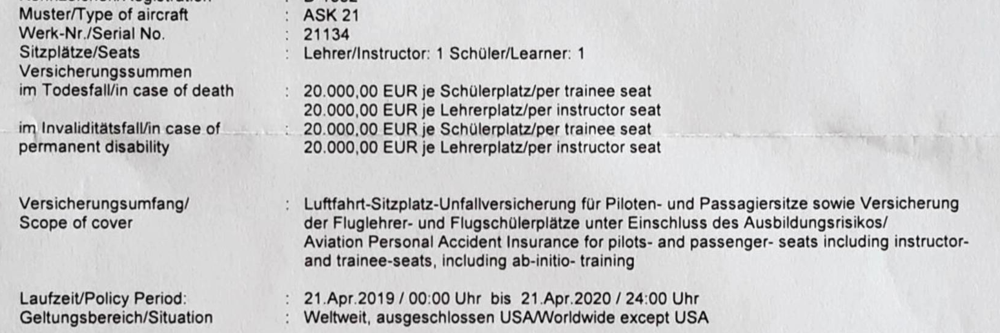 Muster/Type of aircraft : ASK 21
Werk-Nr./Serial No. : 21134
Sitzplätze/Seats : Lehrer/Instructor: 1 Schüler/Learner: 1
Versicherungssummen
im Todesfall/in case of death : 20.000,00 EUR je Schülerplatz/per trainee seat
20.000,00 EUR je Lehrerplatz/per instructor seat
im Invaliditätsfall/in case of : 20.000,00 EUR je Schülerplatz/per trainee seat
permanent disability 20.000,00 EUR je Lehrerplatz/per instructor seat
Versicherungsumfang/ : Luftfahrt-Sitzplatz-Unfallversicherung für Piloten- und Passagiersitze sowie Versicherung
Scope of cover der Fluglehrer- und Flugschülerplätze unter Einschluss des Ausbildungsrisikos/
Aviation Personal Accident Insurance for pilots- and passenger- seats including instructor-
and trainee-seats, including ab-initio- training
Laufzeit/Policy Period: : 21.Apr.2019 / 00:00 Uhr bis 21.Apr.2020 / 24:00 Uhr
Geltungsbereich/Situation : Weltweit, ausgeschlossen USA/Worldwide except USA